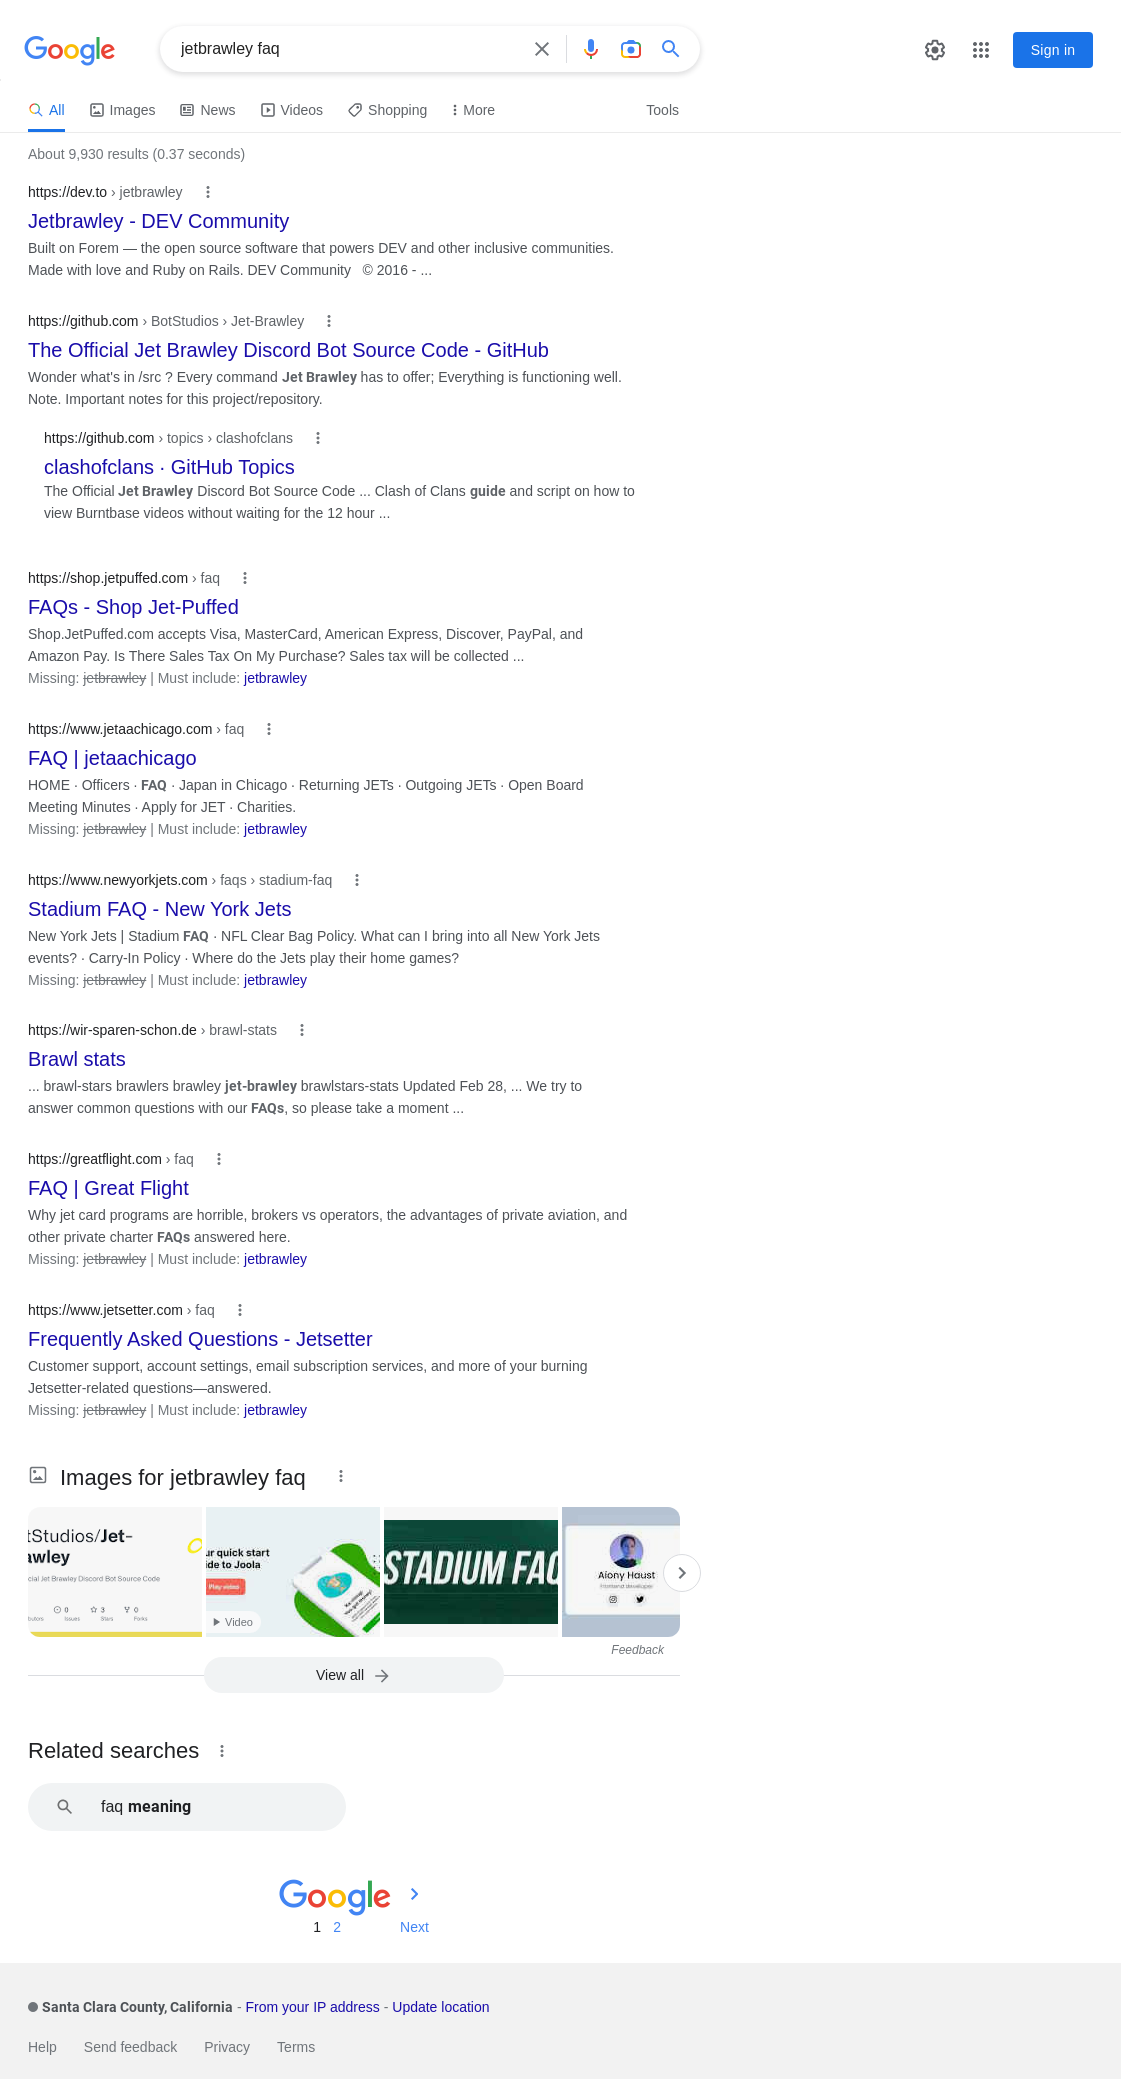 Google
jetbrawley faq
Sign in
All Images News Videos Shopping More Tools
About 9,930 results (0.37 seconds)
https://dev.to › jetbrawley
Jetbrawley - DEV Community
Built on Forem — the open source software that powers DEV and other inclusive communities.
Made with love and Ruby on Rails. DEV Community © 2016 - ...
https://github.com › BotStudios › Jet-Brawley
The Official Jet Brawley Discord Bot Source Code - GitHub
Wonder what's in /src ? Every command Jet Brawley has to offer; Everything is functioning well.
Note. Important notes for this project/repository.
https://github.com › topics › clashofclans
clashofclans · GitHub Topics
The Official Jet Brawley Discord Bot Source Code ... Clash of Clans guide and script on how to
view Burntbase videos without waiting for the 12 hour ...
https://shop.jetpuffed.com › faq
FAQs - Shop Jet-Puffed
Shop.JetPuffed.com accepts Visa, MasterCard, American Express, Discover, PayPal, and
Amazon Pay. Is There Sales Tax On My Purchase? Sales tax will be collected ...
Missing: jetbrawley | Must include: jetbrawley
https://www.jetaachicago.com › faq
FAQ | jetaachicago
HOME · Officers · FAQ · Japan in Chicago · Returning JETs · Outgoing JETs · Open Board
Meeting Minutes · Apply for JET · Charities.
Missing: jetbrawley | Must include: jetbrawley
https://www.newyorkjets.com › faqs › stadium-faq
Stadium FAQ - New York Jets
New York Jets | Stadium FAQ · NFL Clear Bag Policy. What can I bring into all New York Jets
events? · Carry-In Policy · Where do the Jets play their home games?
Missing: jetbrawley | Must include: jetbrawley
https://wir-sparen-schon.de › brawl-stats
Brawl stats
... brawl-stars brawlers brawley jet-brawley brawlstars-stats Updated Feb 28, ... We try to
answer common questions with our FAQs, so please take a moment ...
https://greatflight.com › faq
FAQ | Great Flight
Why jet card programs are horrible, brokers vs operators, the advantages of private aviation, and
other private charter FAQs answered here.
Missing: jetbrawley | Must include: jetbrawley
https://www.jetsetter.com › faq
Frequently Asked Questions - Jetsetter
Customer support, account settings, email subscription services, and more of your burning
Jetsetter-related questions—answered.
Missing: jetbrawley | Must include: jetbrawley
Images for jetbrawley faq
tStudios/Jet-
awley
cial Jet Brawley Discord Bot Source Code
0 3 0
Issues Stars Forks
ur quick start
ide to Joola
Play video
Video
STADIUM FAQ
Aiony Haust
Frontend developer
Feedback
View all
Related searches
faq meaning
Google
1 2 Next
Santa Clara County, California - From your IP address - Update location
Help Send feedback Privacy Terms